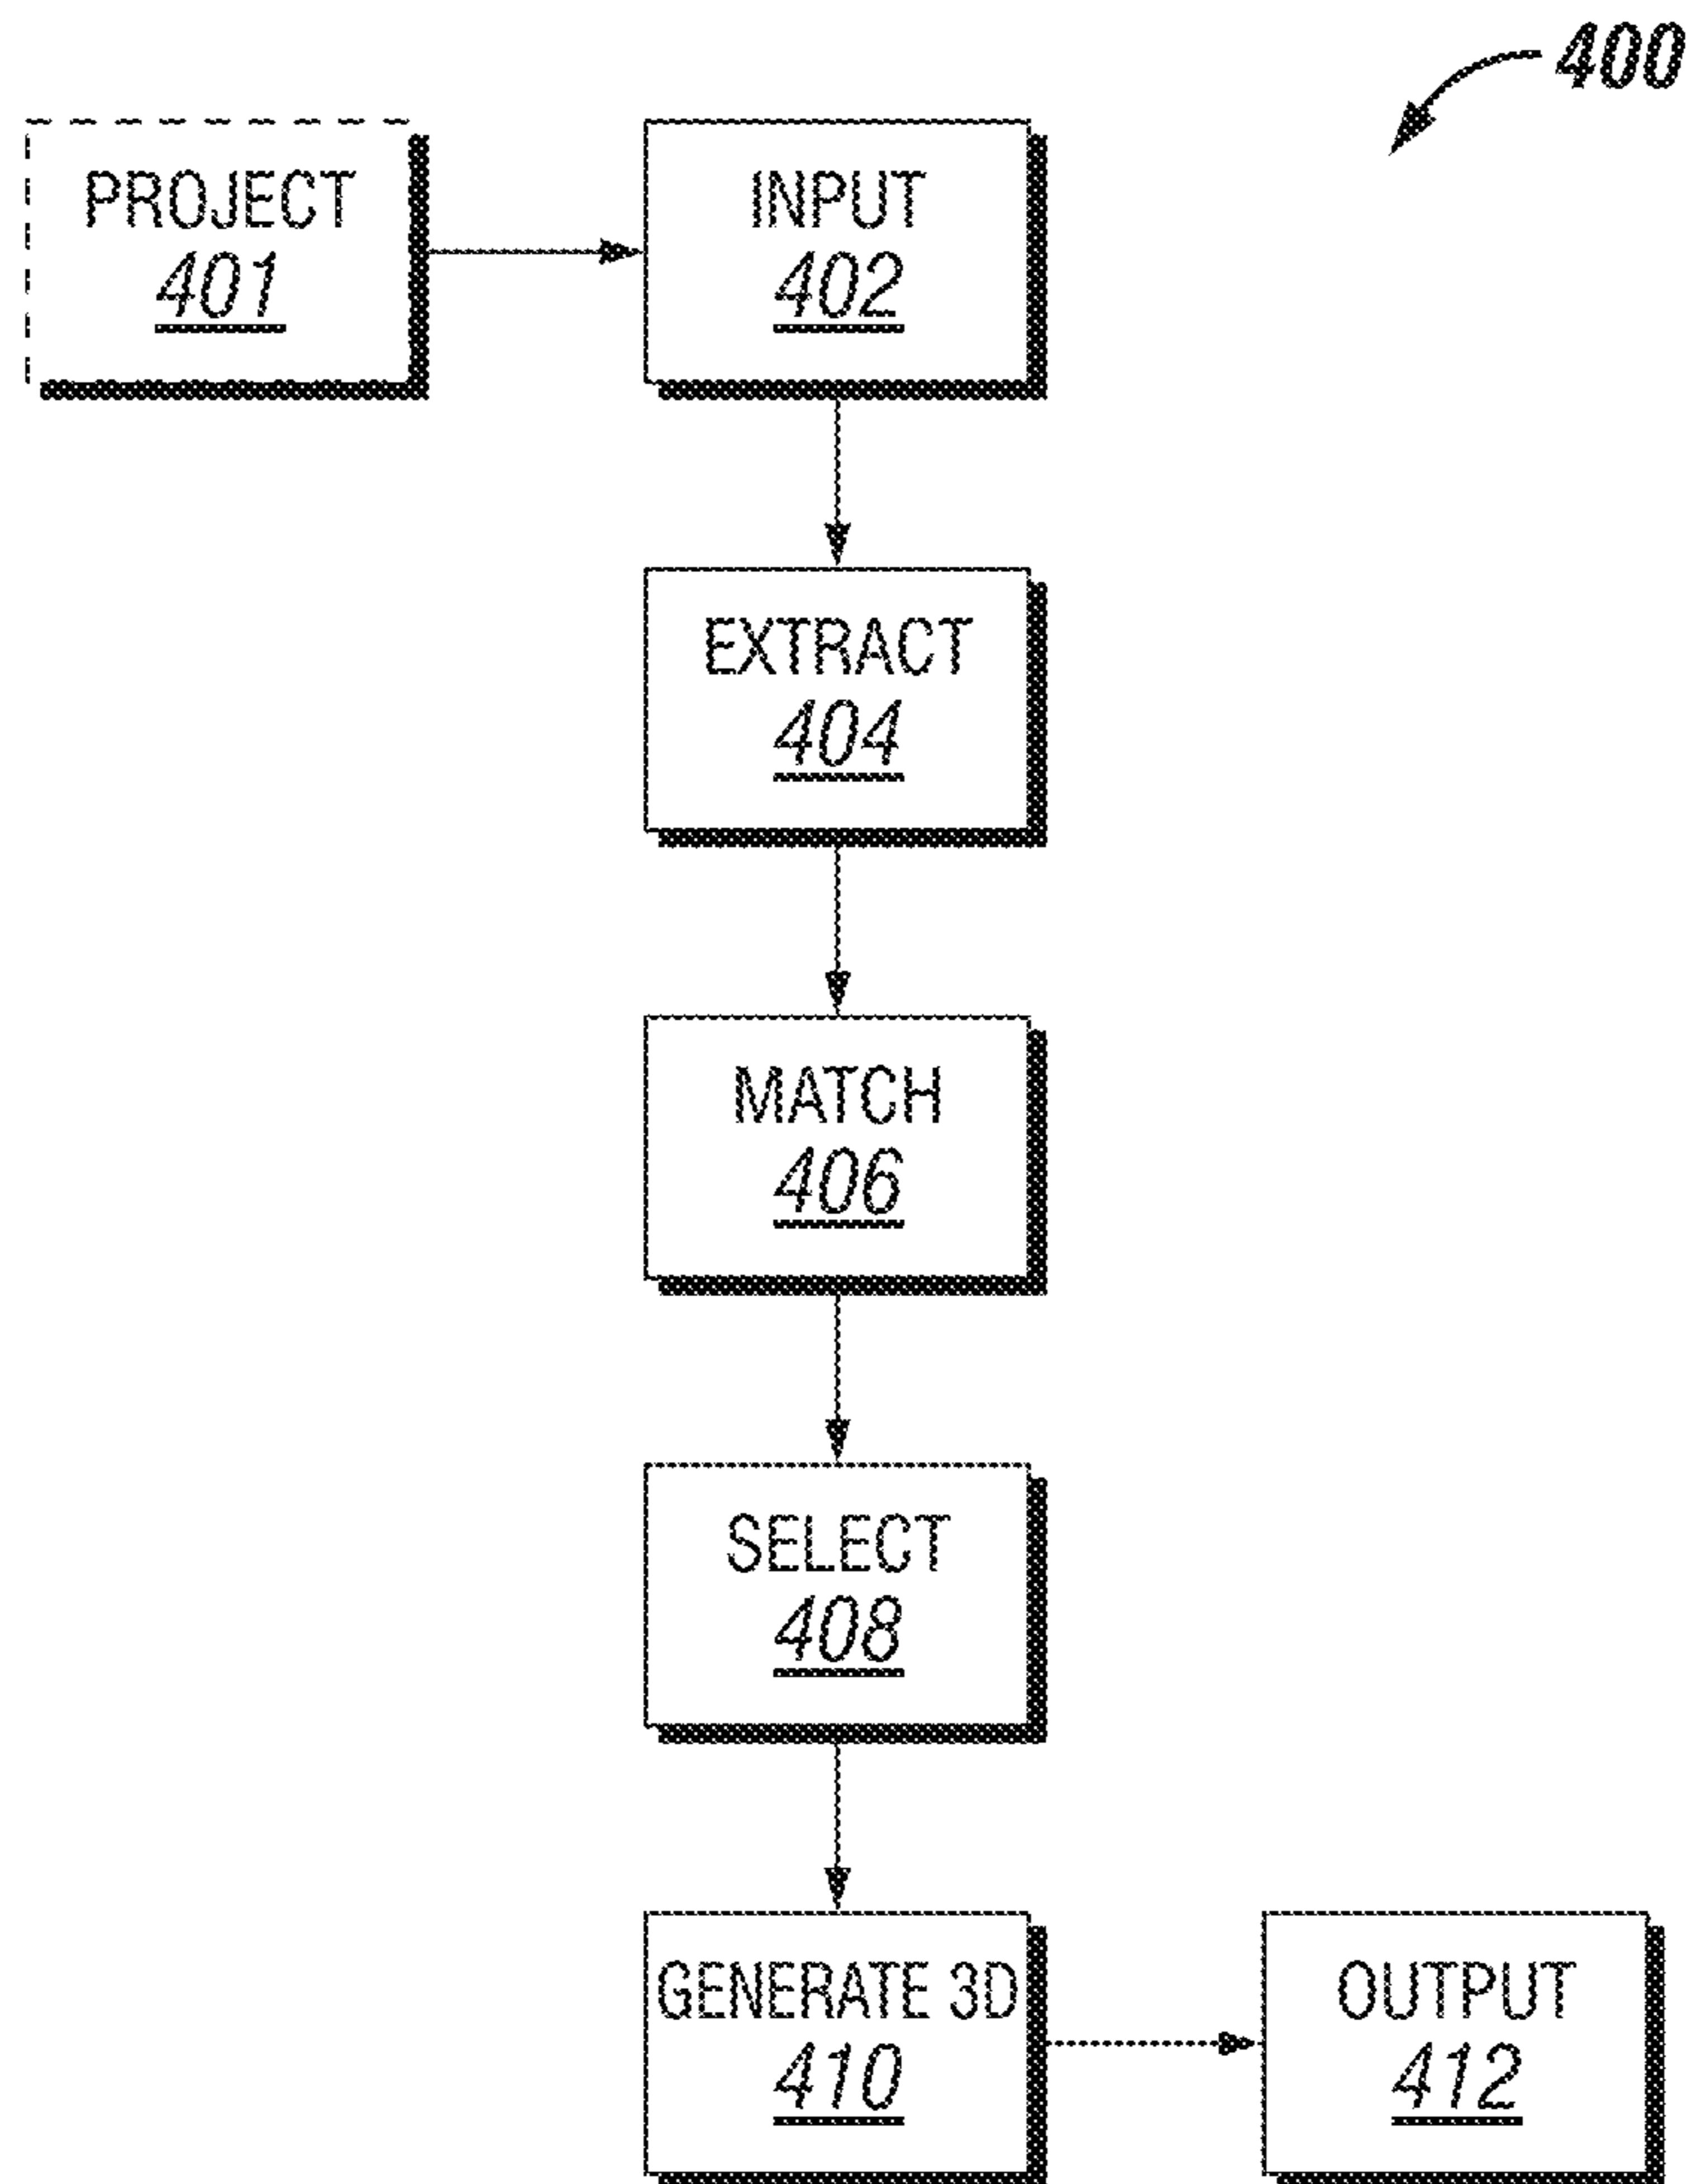 400
PROJECT
401
INPUT
402
EXTRACT
404
MATCH
406
SELECT
408
GENERATE 3D
410
OUTPUT
412